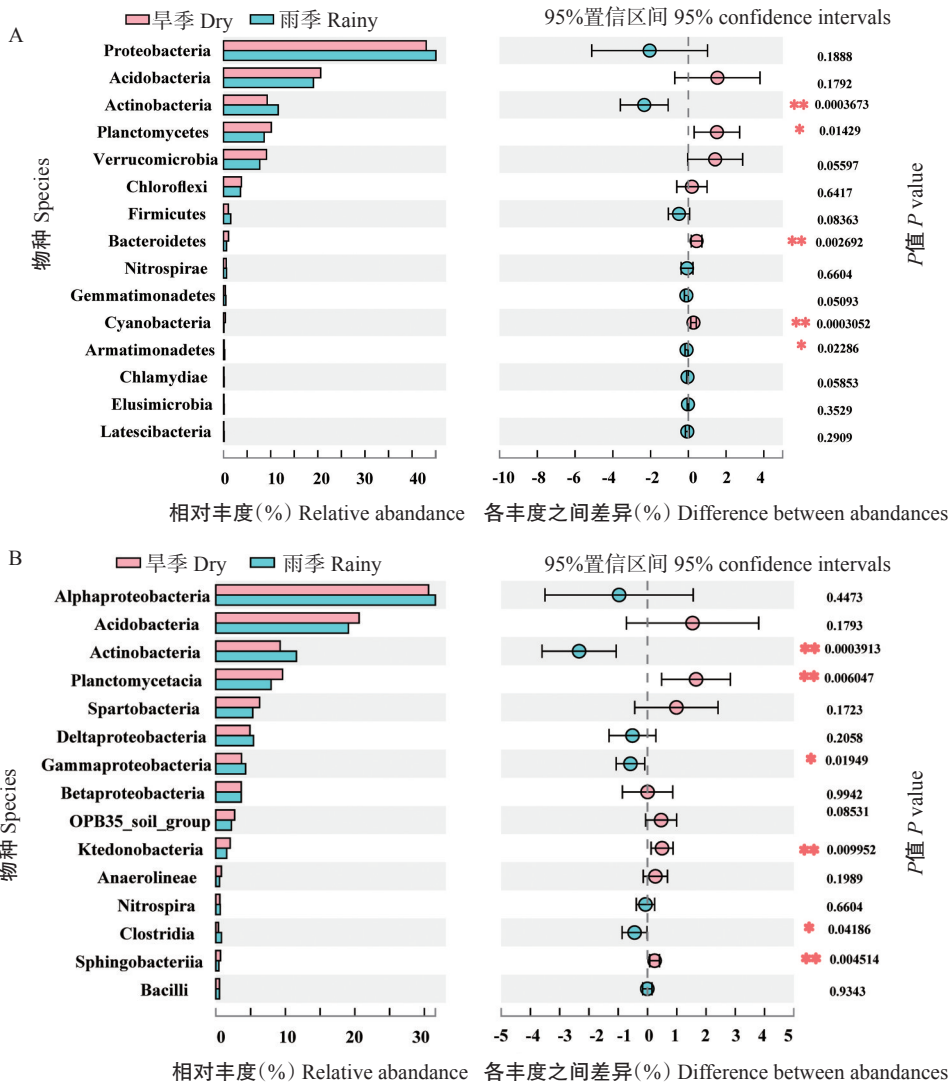 A
旱季 Dry 雨季 Rainy 95%置信区间 95% confidence intervals
物种 Species
Proteobacteria 0.1888
Acidobacteria 0.1792
Actinobacteria ** 0.0003673
Planctomycetes * 0.01429
Verrucomicrobia 0.05597
Chloroflexi 0.6417
Firmicutes 0.08363
Bacteroidetes ** 0.002692
Nitrospirae 0.6604
Gemmatimonadetes 0.05093
Cyanobacteria ** 0.0003052
Armatimonadetes * 0.02286
Chlamydiae 0.05853
Elusimicrobia 0.3529
Latescibacteria 0.2909
P值 P value
0 10 20 30 40 -10 -8 -6 -4 -2 0 2 4
相对丰度(%) Relative abandance 各丰度之间差异(%) Difference between abandances
B
旱季 Dry 雨季 Rainy 95%置信区间 95% confidence intervals
物种 Species
Alphaproteobacteria 0.4473
Acidobacteria 0.1793
Actinobacteria ** 0.0003913
Planctomycetacia ** 0.006047
Spartobacteria 0.1723
Deltaproteobacteria 0.2058
Gammaproteobacteria * 0.01949
Betaproteobacteria 0.9942
OPB35_soil_group 0.08531
Ktedonobacteria ** 0.009952
Anaerolineae 0.1989
Nitrospira 0.6604
Clostridia * 0.04186
Sphingobacteriia ** 0.004514
Bacilli 0.9343
P值 P value
0 10 20 30 -5 -4 -3 -2 -1 0 1 2 3 4 5
相对丰度(%) Relative abandance 各丰度之间差异(%) Difference between abandances